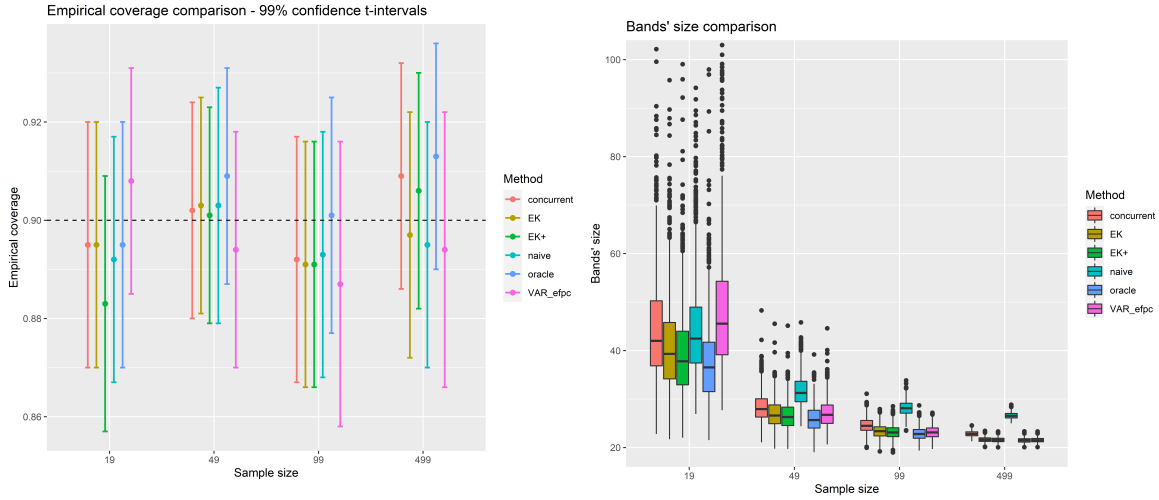 Empirical coverage comparison - 99% confidence t-intervals
Empirical coverage
0.92
0.90
0.88
0.86
19
49
99
499
Sample size
Method
concurrent
EK
EK+
naive
oracle
VAR_efpc
Bands' size comparison
Bands' size
100
80
60
40
20
19
49
99
499
Sample size
Method
concurrent
EK
EK+
naive
oracle
VAR_efpc